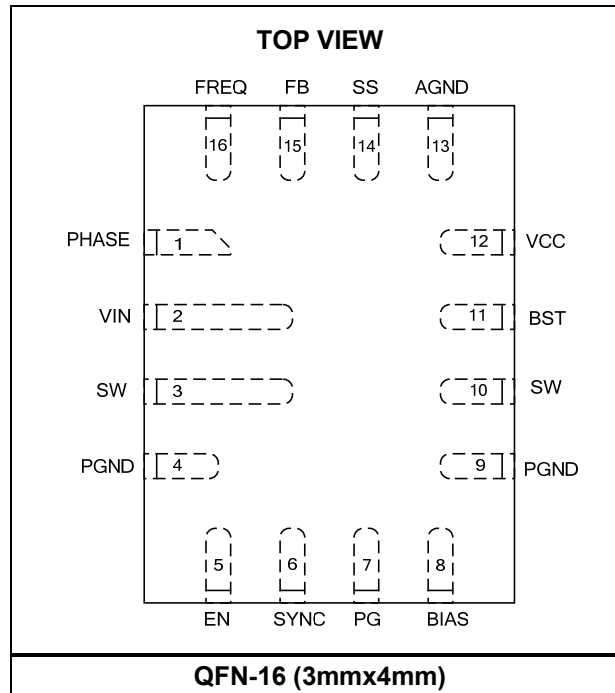 TOP VIEW
FREQ FB SS AGND
16 15 14 13
PHASE 1 12 VCC
VIN 2 11 BST
SW 3 10 SW
PGND 4 9 PGND
5 6 7 8
EN SYNC PG BIAS
QFN-16 (3mmx4mm)